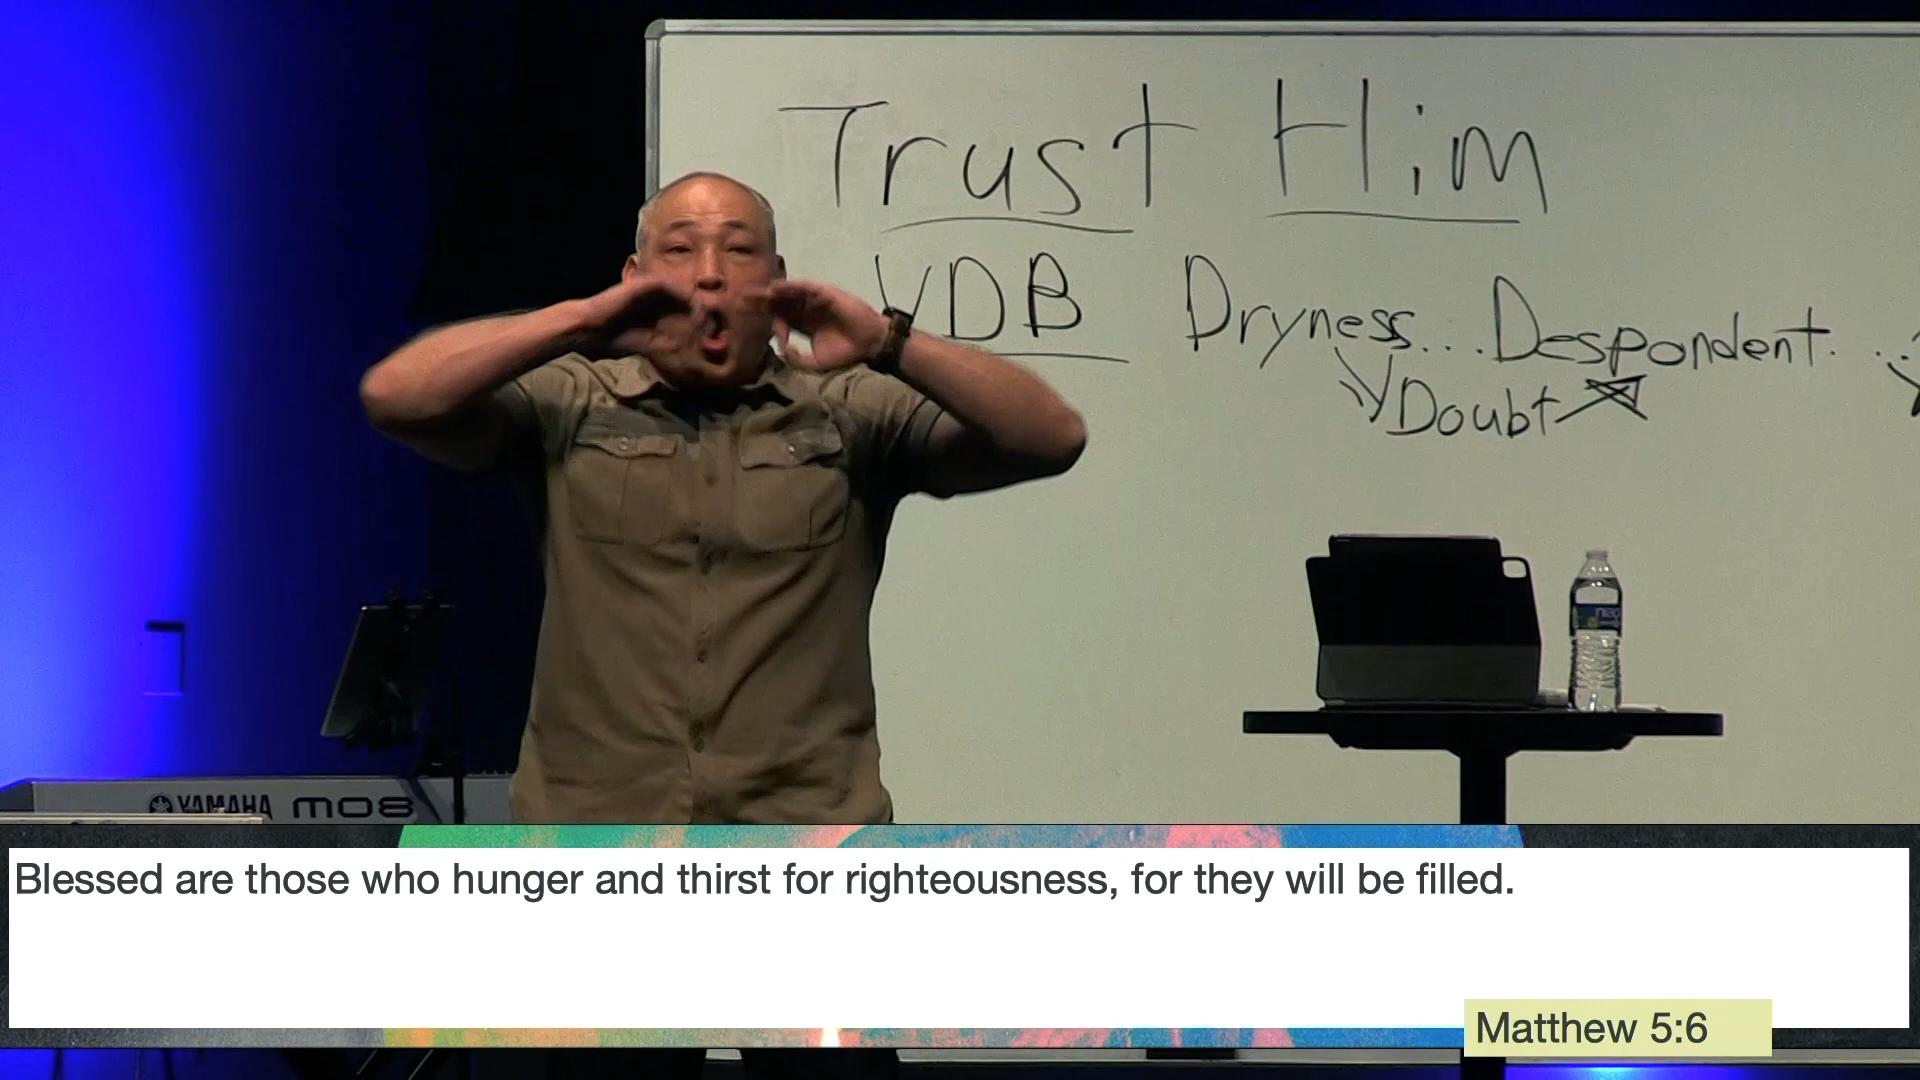 Trust Him
VDB Dryness... Despondent...
Doubt
YAMAHA MO8
Blessed are those who hunger and thirst for righteousness, for they will be filled.
Matthew 5:6